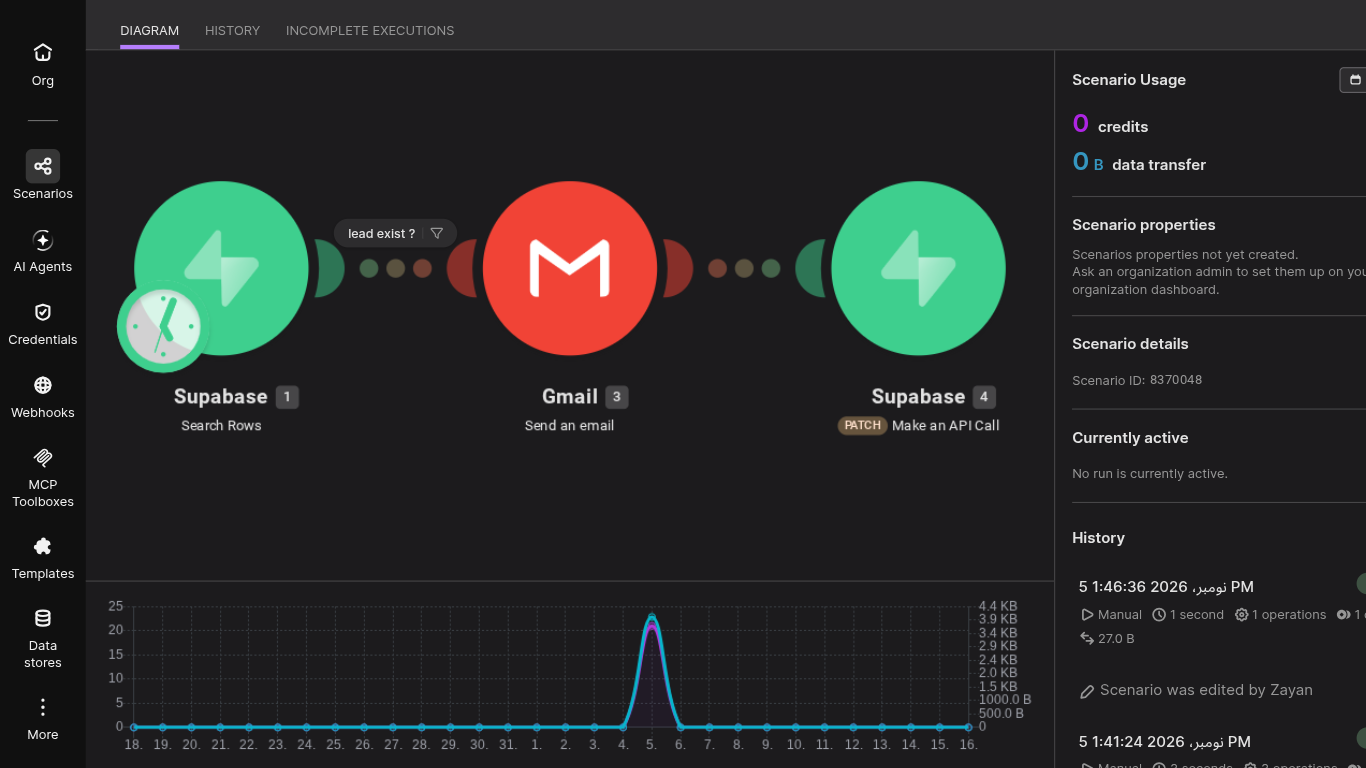 DIAGRAM
HISTORY
INCOMPLETE EXECUTIONS
Org
Scenarios
AI Agents
Credentials
Webhooks
MCP
Toolboxes
Templates
Data
stores
More
lead exist ?
Supabase 1
Search Rows
Gmail 3
Send an email
Supabase 4
PATCH Make an API Call
25
20
15
10
5
0
4.4 KB
3.9 KB
3.4 KB
2.9 KB
2.4 KB
2.0 KB
1.5 KB
1000.0 B
500.0 B
0
18. 19. 20. 21. 22. 23. 24. 25. 26. 27. 28. 29. 30. 31. 1. 2. 3. 4. 5. 6. 7. 8. 9. 10. 11. 12. 13. 14. 15. 16.
Scenario Usage
0 credits
0 B data transfer
Scenario properties
Scenarios properties not yet created.
Ask an organization admin to set them up on you
organization dashboard.
Scenario details
Scenario ID: 8370048
Currently active
No run is currently active.
History
5 نومبر، 2026 1:46:36 PM
Manual 1 second 1 operations 1
27.0 B
Scenario was edited by Zayan
5 نومبر، 2026 1:41:24 PM
Manual